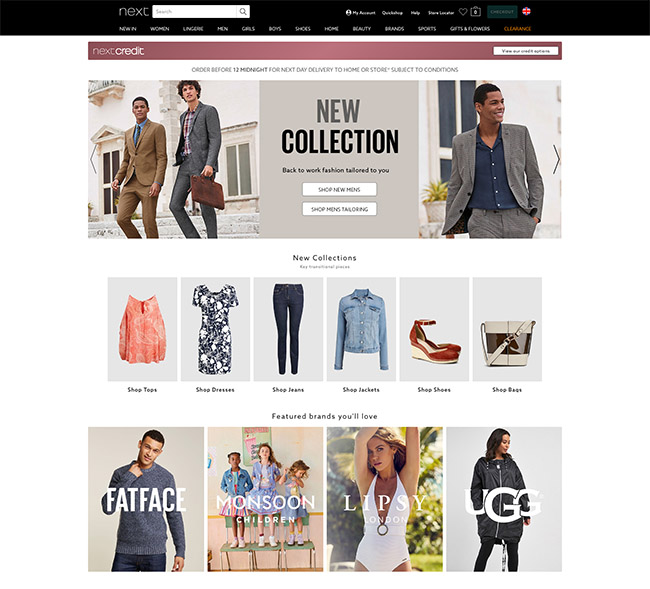 next
Search
My Account Quickshop Help Store Locator 0 CHECKOUT
NEW IN WOMEN LINGERIE MEN GIRLS BOYS SHOES HOME BEAUTY BRANDS SPORTS GIFTS & FLOWERS CLEARANCE
nextcredit
View our credit options
ORDER BEFORE 12 MIDNIGHT FOR NEXT DAY DELIVERY TO HOME OR STORE* SUBJECT TO CONDITIONS
NEW
COLLECTION
Back to work fashion tailored to you
SHOP NEW MENS
SHOP MENS TAILORING
New Collections
Key transitional pieces
Shop Tops Shop Dresses Shop Jeans Shop Jackets Shop Shoes Shop Bags
Featured brands you'll love
FATFACE
MONSOON
CHILDREN
LIPSY
LONDON
UGG